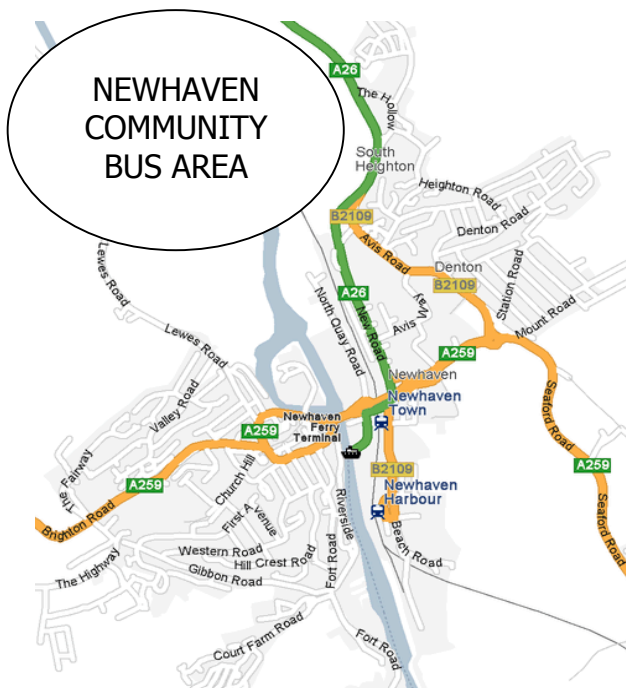 NEWHAVEN
COMMUNITY
BUS AREA
A26
The Hollow
South
Heighton
Heighton Road
B2109
Denton Road
Avis Road
Denton
B2109
Station Road
Lewes Road
A26
North Quay Road
New Road
Avis Way
Mount Road
Lewes Road
A259
Newhaven
Seaford Road
Valley Road
Newhaven
Town
Newhaven
Ferry
Terminal
A259
The Fairway
A259
Church Hill
B2109
A259
Newhaven
Harbour
Brighton Road
First Avenue
Riverside
Seaford Road
Beach Road
Western Road
Hill Crest Road
The Highway
Gibbon Road
Fort Road
Court Farm Road
Fort Road